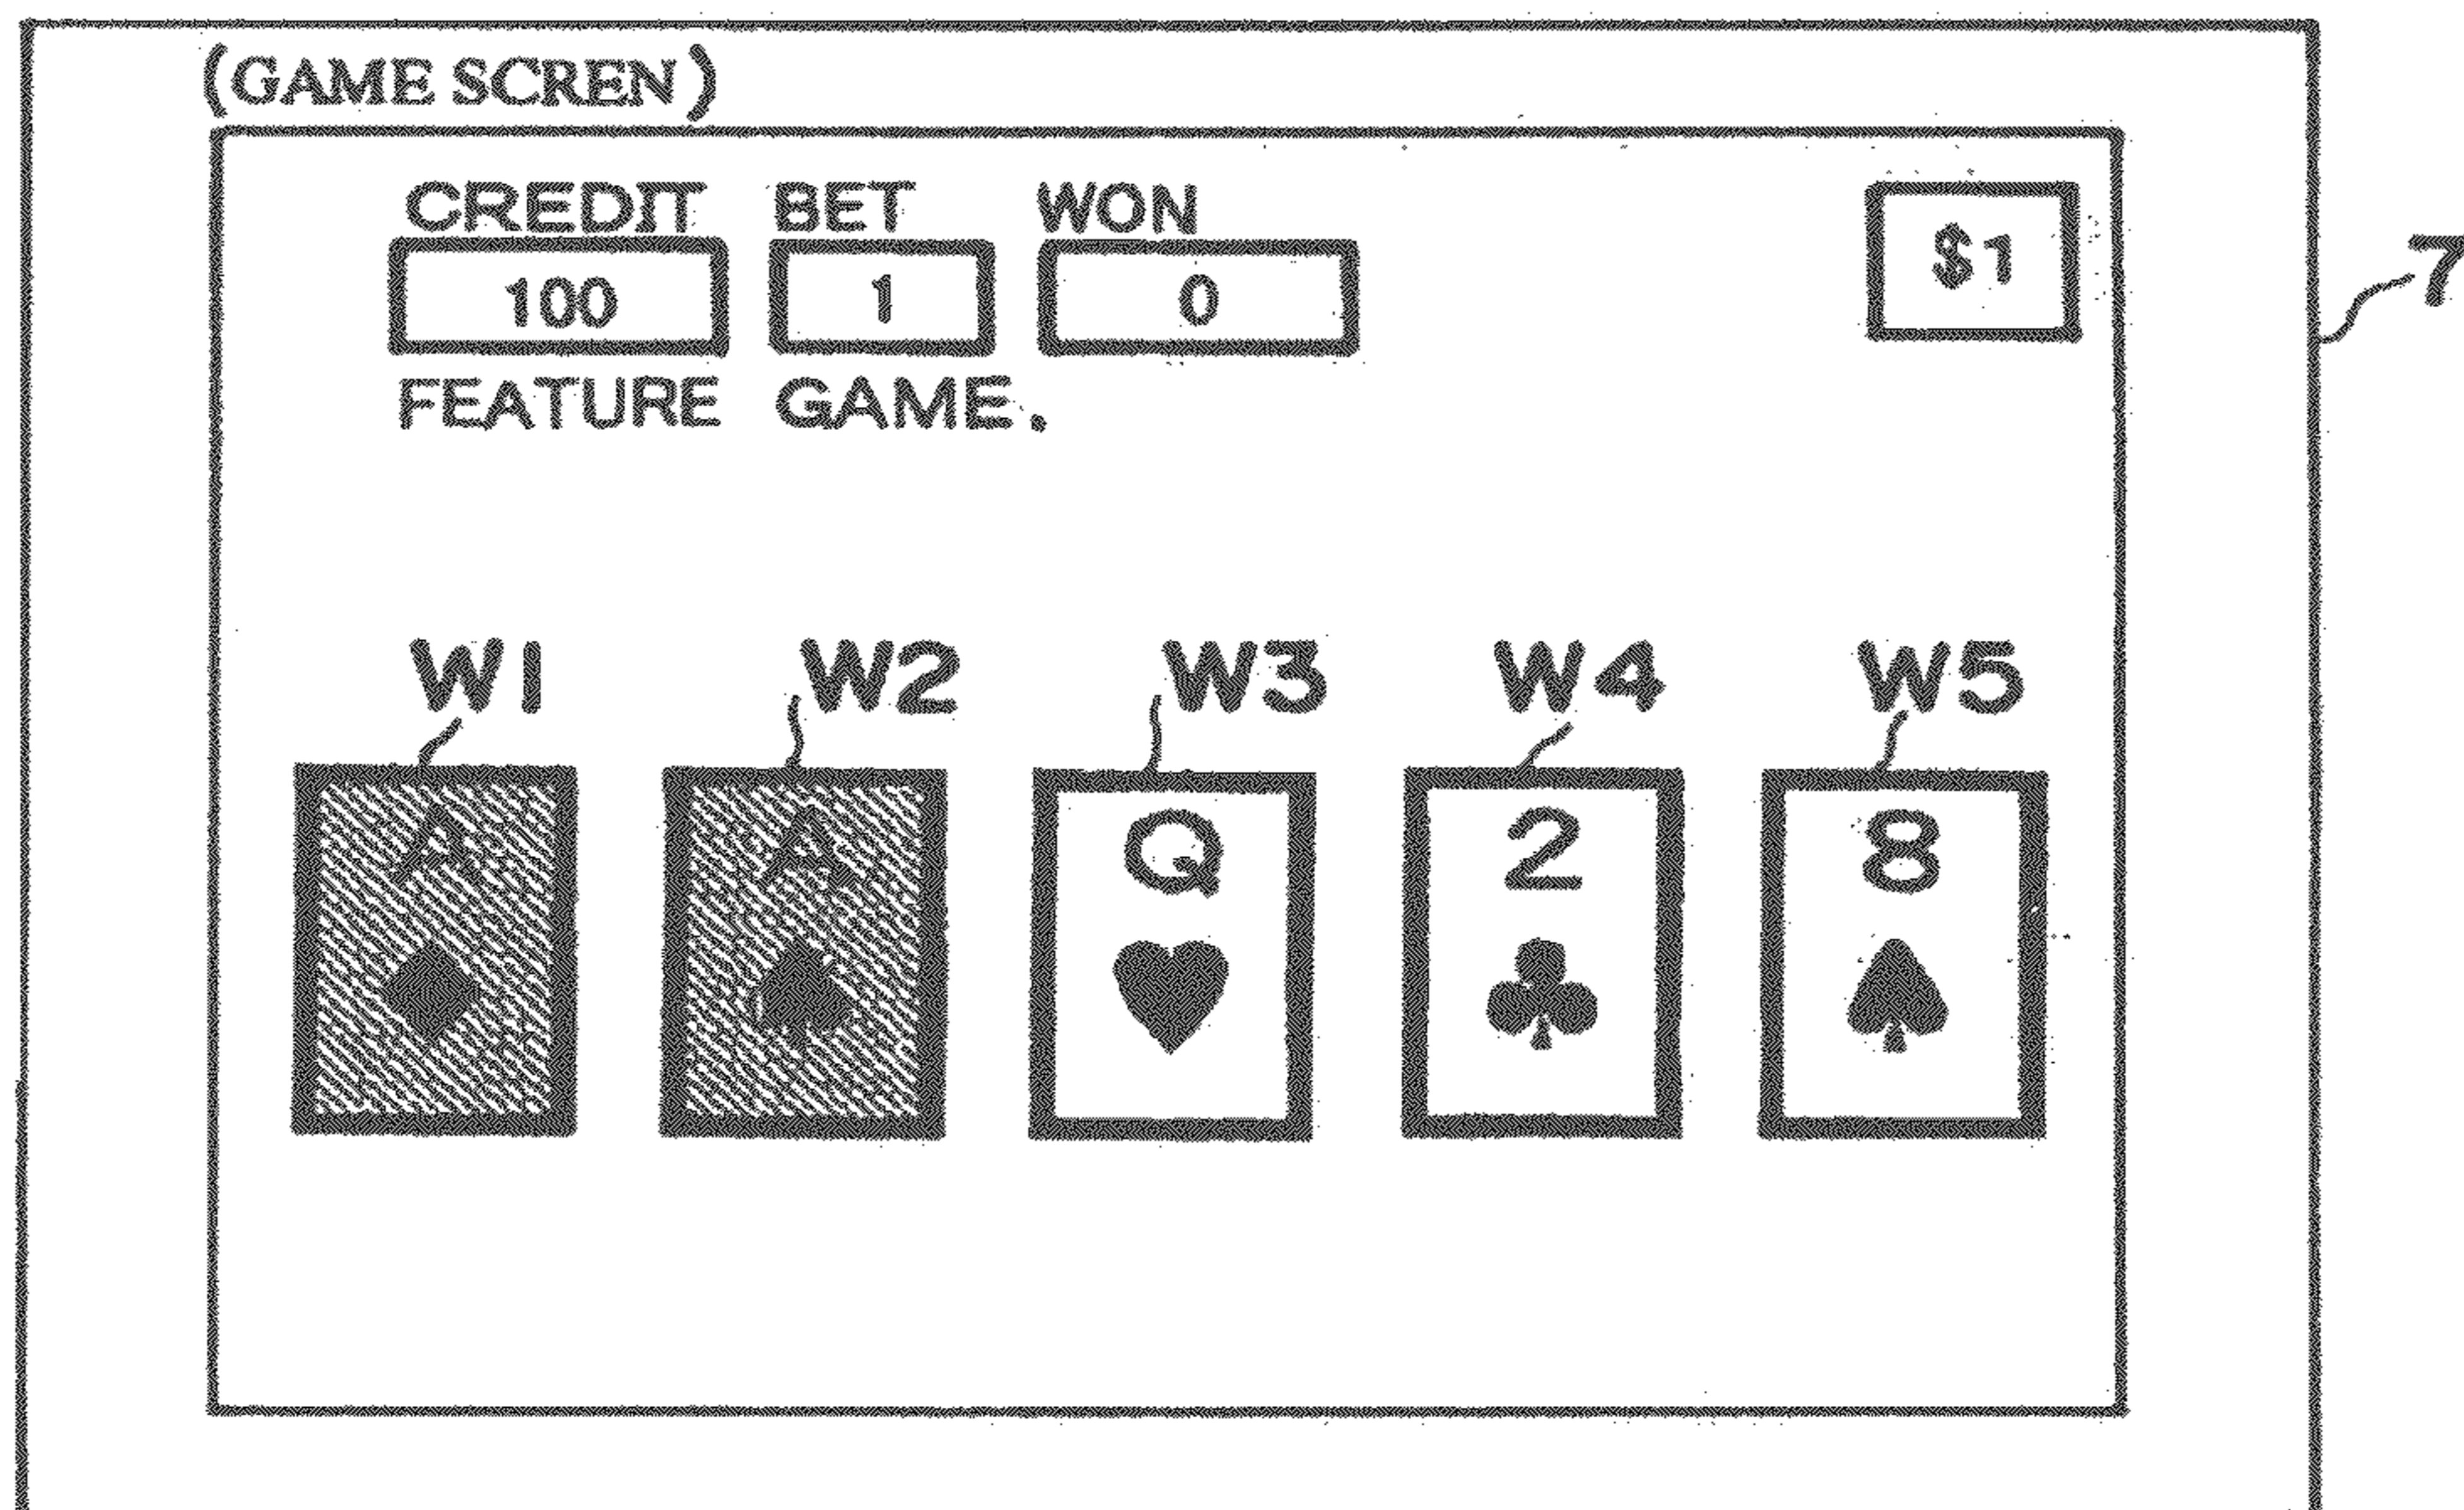 (GAME SCREN)
CREDIT BET WON
100 1 0 $1
7
FEATURE GAME.
W1 W2 W3 W4 W5
A A Q 2 8